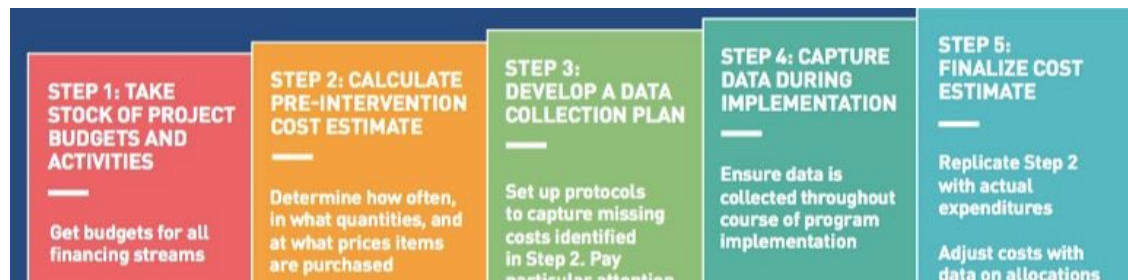 STEP 1: TAKE
STOCK OF PROJECT
BUDGETS AND
ACTIVITIES
Get budgets for all
financing streams
STEP 2: CALCULATE
PRE-INTERVENTION
COST ESTIMATE
Determine how often,
in what quantities, and
at what prices items
are purchased
STEP 3:
DEVELOP A DATA
COLLECTION PLAN
Set up protocols
to capture missing
costs identified
in Step 2. Pay
particular attention
STEP 4: CAPTURE
DATA DURING
IMPLEMENTATION
Ensure data is
collected throughout
course of program
implementation
STEP 5:
FINALIZE COST
ESTIMATE
Replicate Step 2
with actual
expenditures
Adjust costs with
data on allocations